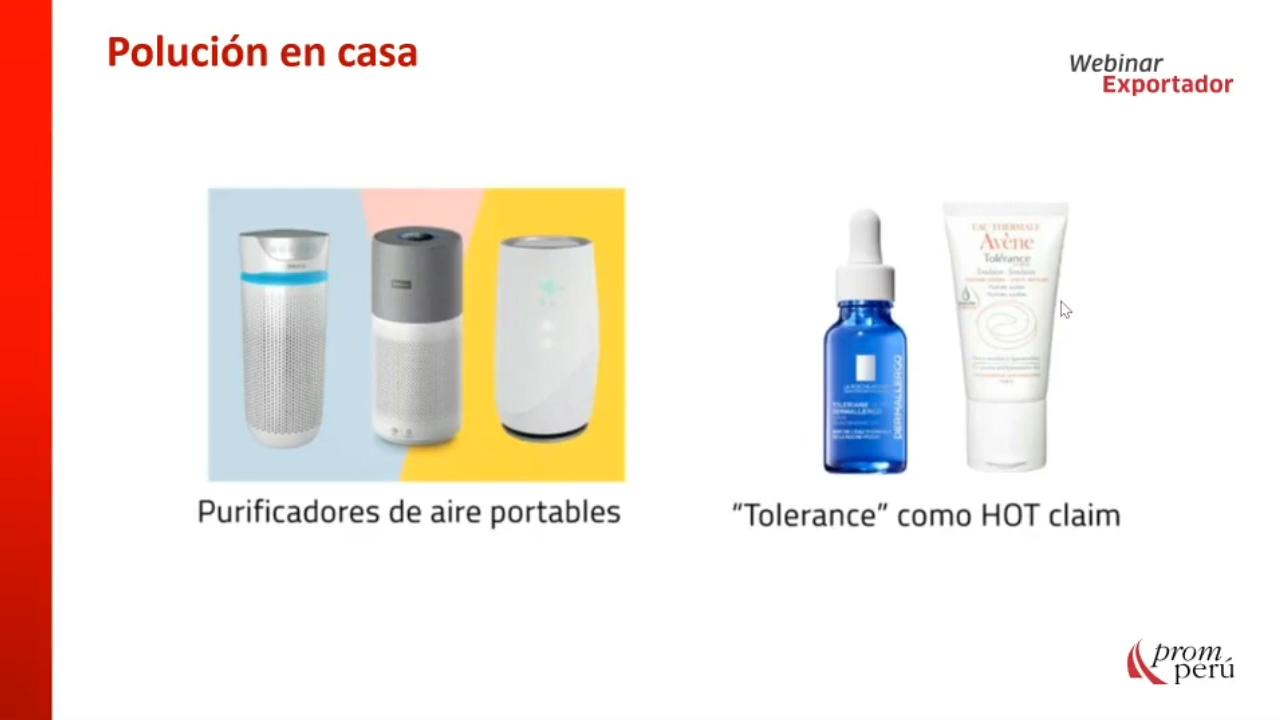 Polución en casa
Webinar
Exportador
EAU THERMALE
Avène
Tolérance
DERMALLERGO
Purificadores de aire portables
“Tolerance” como HOT claim
prom
perú